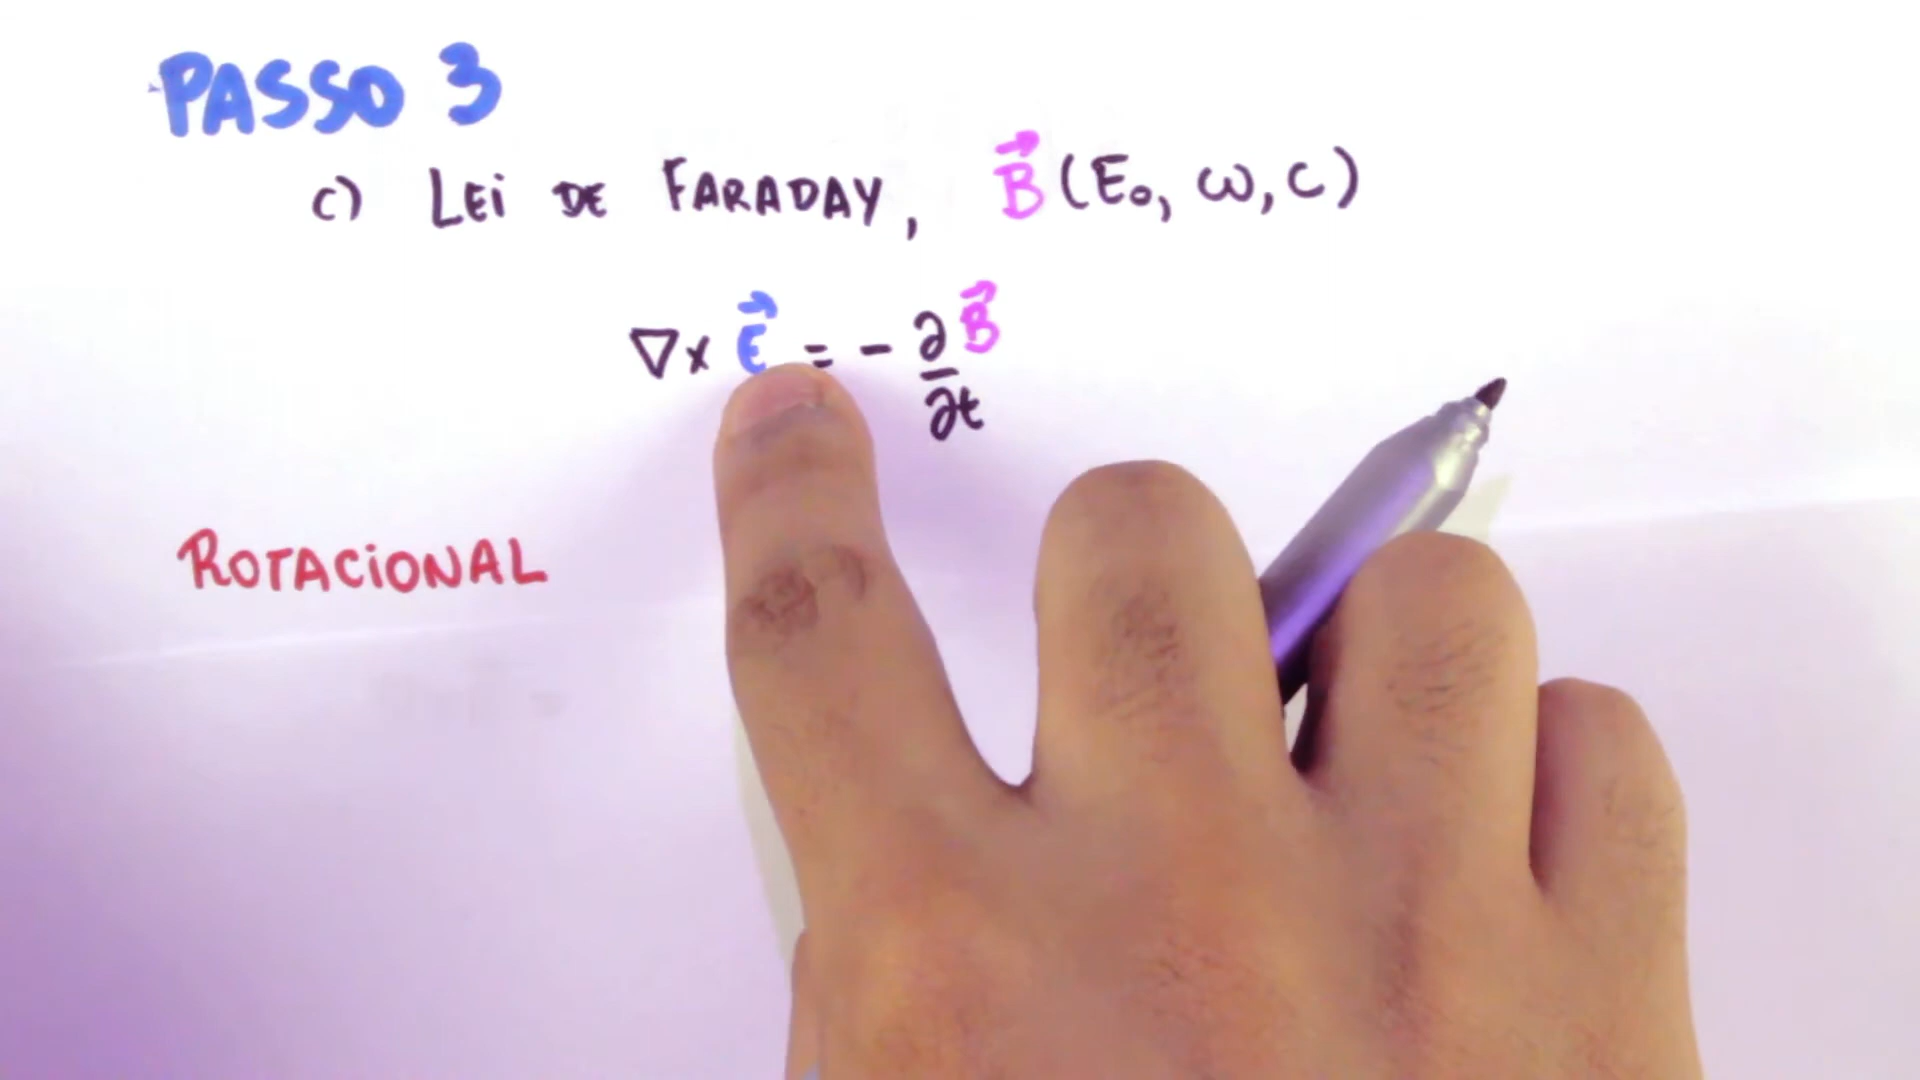 PASSO 3
c) LEI DE FARADAY, B⃗(E₀, ω, C)
∇× E⃗ = - ∂B⃗/∂t
ROTACIONAL